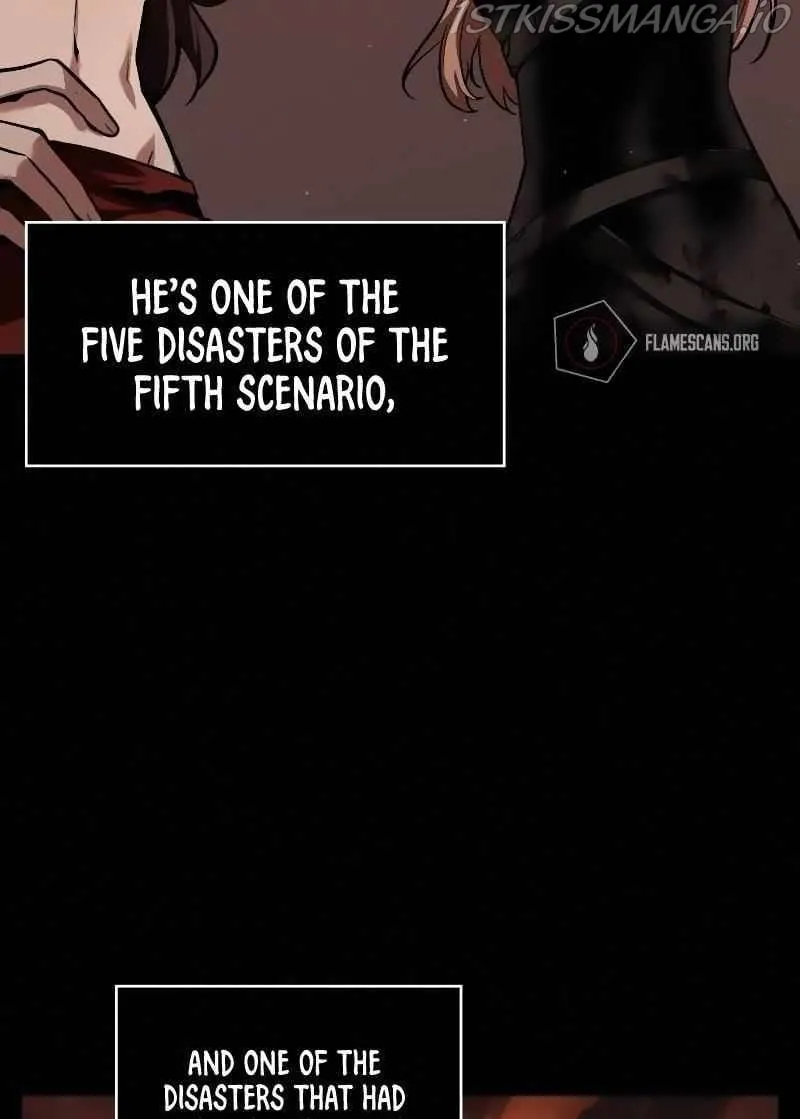 1STKISSMANGA.IO
HE'S ONE OF THE
FIVE DISASTERS OF THE
FIFTH SCENARIO,
FLAMESCANS.ORG
AND ONE OF THE
DISASTERS THAT HAD